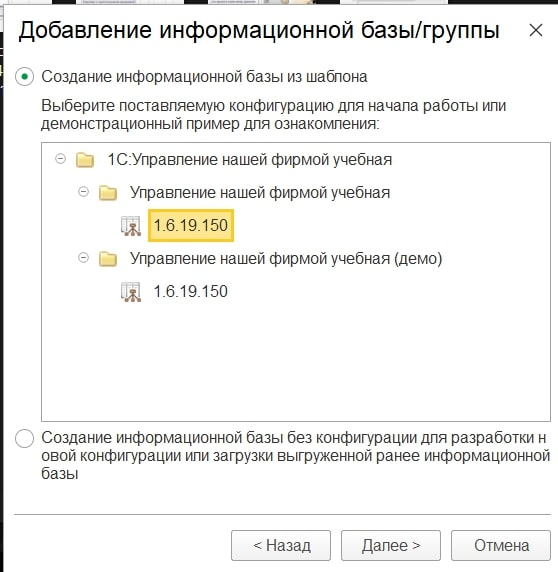 Добавление информационной базы/группы
Создание информационной базы из шаблона
Выберите поставляемую конфигурацию для начала работы или
демонстрационный пример для ознакомления:
1С:Управление нашей фирмой учебная
Управление нашей фирмой учебная
1.6.19.150
Управление нашей фирмой учебная (демо)
1.6.19.150
Создание информационной базы без конфигурации для разработки н
овой конфигурации или загрузки выгруженной ранее информационной
базы
< Назад
Далее >
Отмена